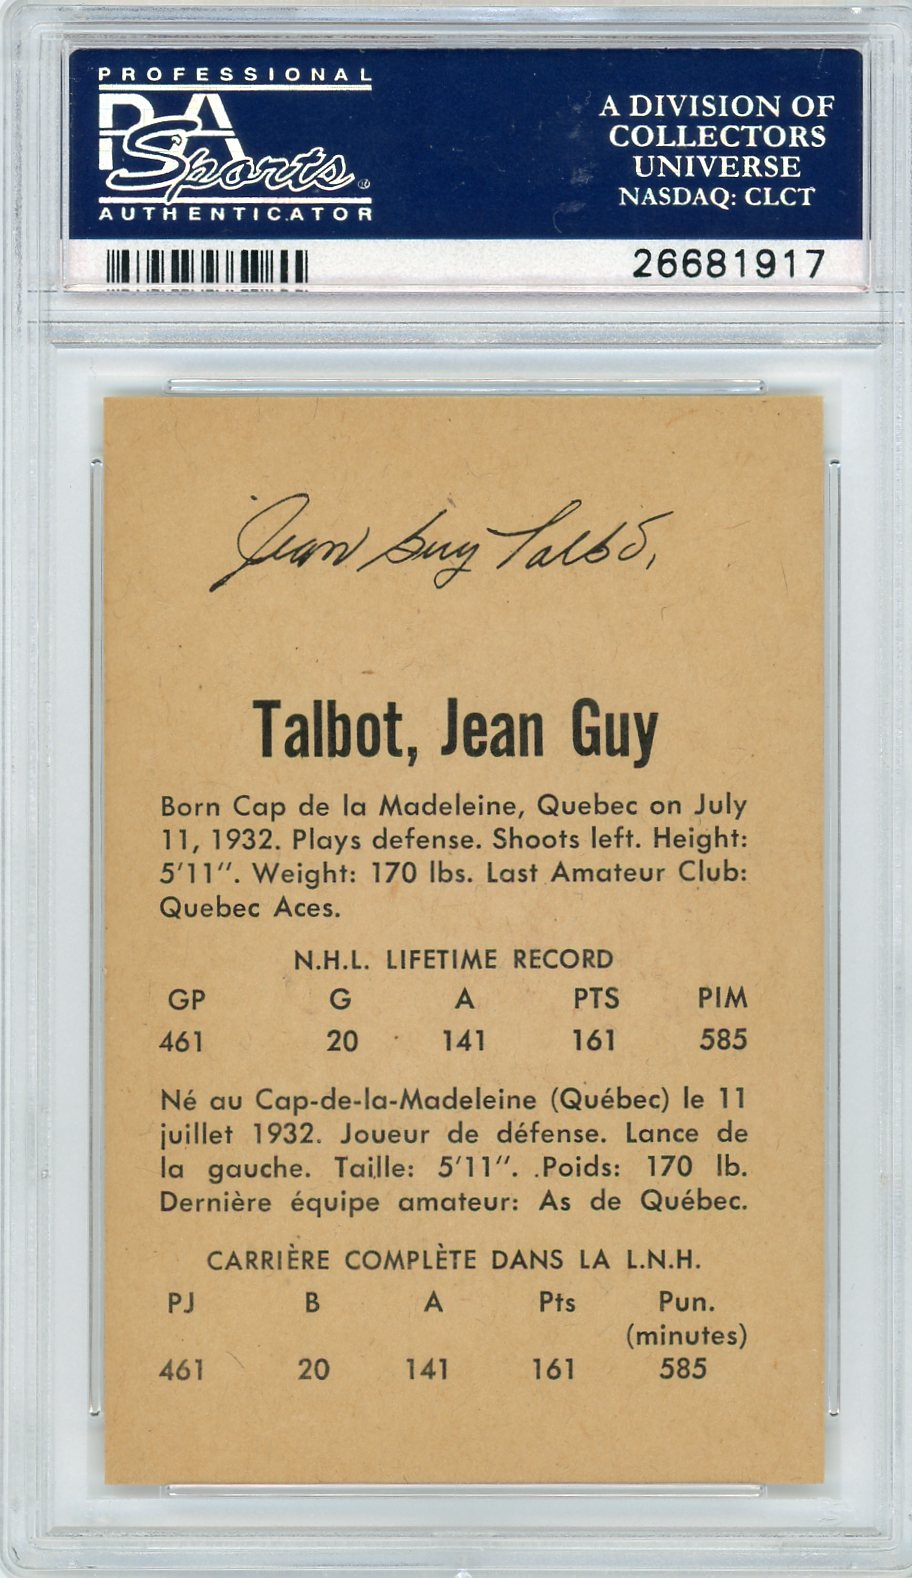 PROFESSIONAL
PSA
Sports
AUTHENTICATOR
A DIVISION OF
COLLECTORS
UNIVERSE
NASDAQ: CLCT
26681917
Jean Guy Talbot
Talbot, Jean Guy
Born Cap de la Madeleine, Quebec on July
11, 1932. Plays defense. Shoots left. Height:
5'11". Weight: 170 lbs. Last Amateur Club:
Quebec Aces.
N.H.L. LIFETIME RECORD
GP G A PTS PIM
461 20 141 161 585
Né au Cap-de-la-Madeleine (Québec) le 11
juillet 1932. Joueur de défense. Lance de
la gauche. Taille: 5'11". Poids: 170 lb.
Dernière équipe amateur: As de Québec.
CARRIÈRE COMPLÈTE DANS LA L.N.H.
PJ B A Pts Pun.
(minutes)
461 20 141 161 585